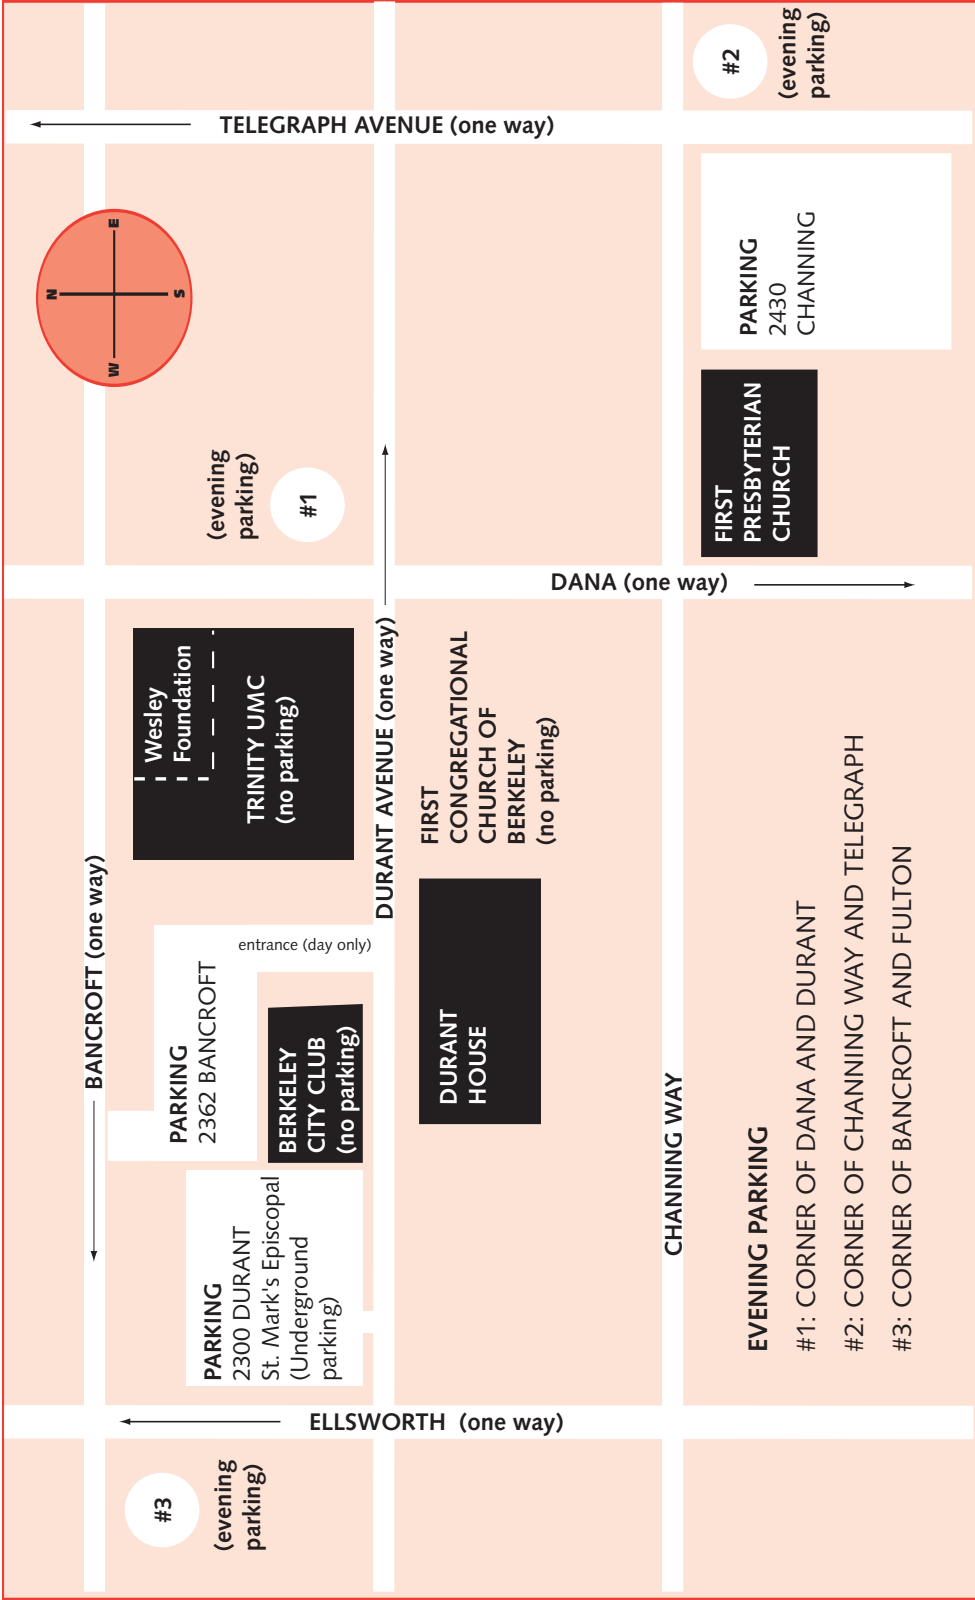 BANCROFT (one way)
TELEGRAPH AVENUE (one way)
N
W
E
S
#3
(evening
parking)
PARKING
2300 DURANT
St. Mark's Episcopal
(Underground
parking)
PARKING
2362 BANCROFT
entrance (day only)
BERKELEY
CITY CLUB
(no parking)
Wesley
Foundation
TRINITY UMC
(no parking)
(evening
parking)
#1
ELLSWORTH (one way)
DURANT AVENUE (one way)
DURANT
HOUSE
FIRST
CONGREGATIONAL
CHURCH OF
BERKELEY
(no parking)
DANA (one way)
CHANNING WAY
FIRST
PRESBYTERIAN
CHURCH
PARKING
2430
CHANNING
#2
(evening
parking)
EVENING PARKING
#1: CORNER OF DANA AND DURANT
#2: CORNER OF CHANNING WAY AND TELEGRAPH
#3: CORNER OF BANCROFT AND FULTON